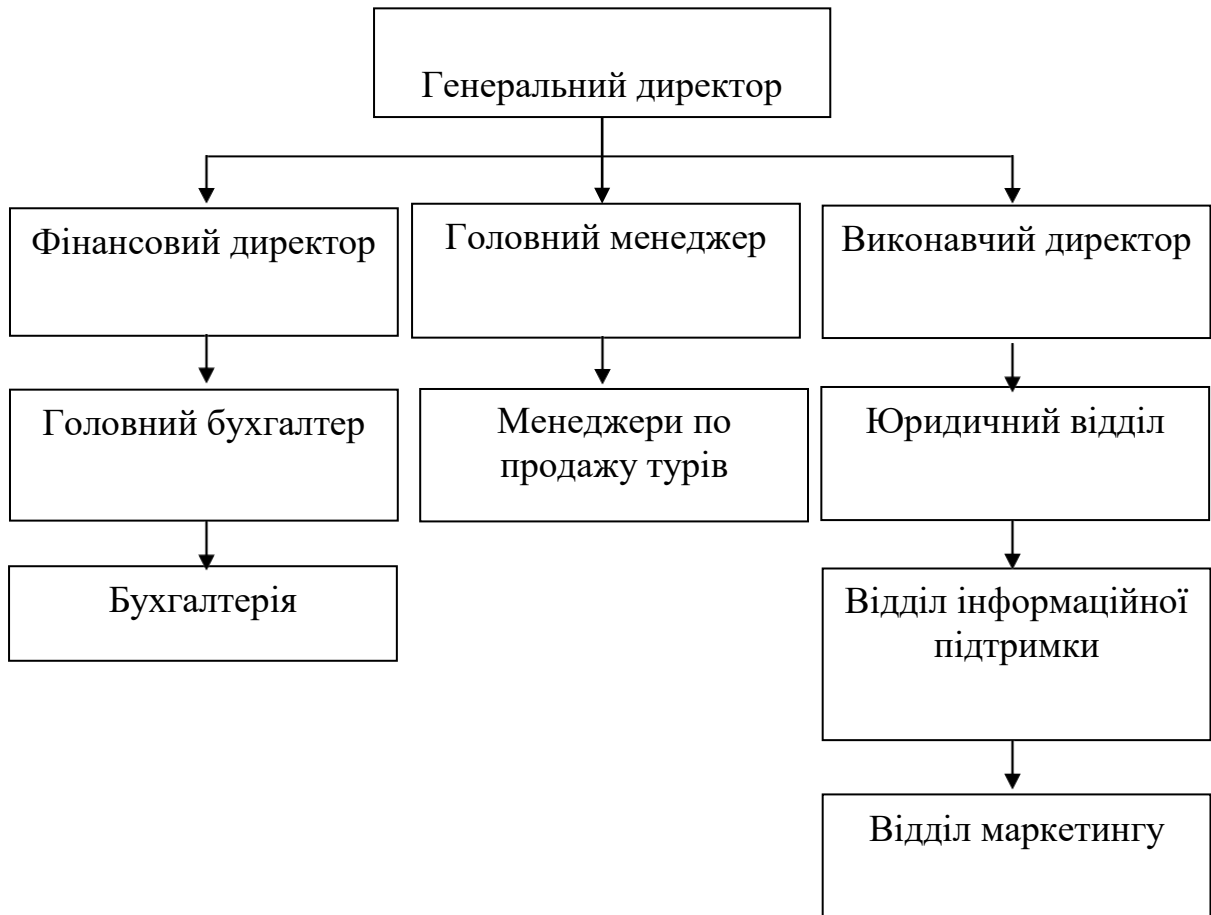 Генеральний директор
Фінансовий директор
Головний менеджер
Виконавчий директор
Головний бухгалтер
Менеджери по
продажу турів
Юридичний відділ
Бухгалтерія
Відділ інформаційної
підтримки
Відділ маркетингу